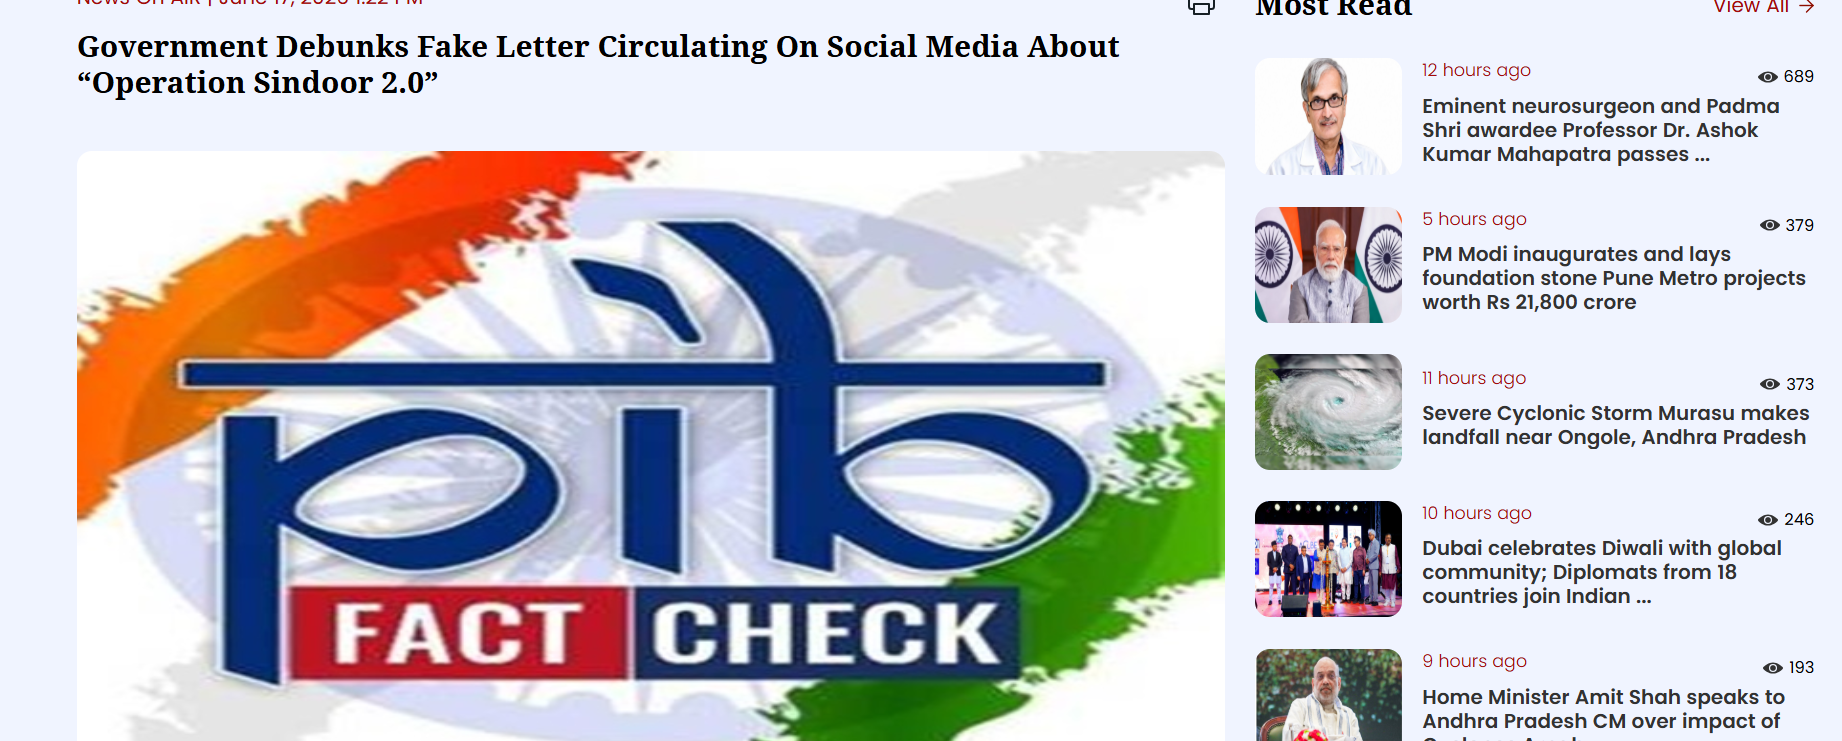 Government Debunks Fake Letter Circulating On Social Media About
“Operation Sindoor 2.0”
पिb
FACT CHECK
Most Read
View All →
12 hours ago
689
Eminent neurosurgeon and Padma
Shri awardee Professor Dr. Ashok
Kumar Mahapatra passes ...
5 hours ago
379
PM Modi inaugurates and lays
foundation stone Pune Metro projects
worth Rs 21,800 crore
11 hours ago
373
Severe Cyclonic Storm Murasu makes
landfall near Ongole, Andhra Pradesh
10 hours ago
246
Dubai celebrates Diwali with global
community; Diplomats from 18
countries join Indian ...
9 hours ago
193
Home Minister Amit Shah speaks to
Andhra Pradesh CM over impact of